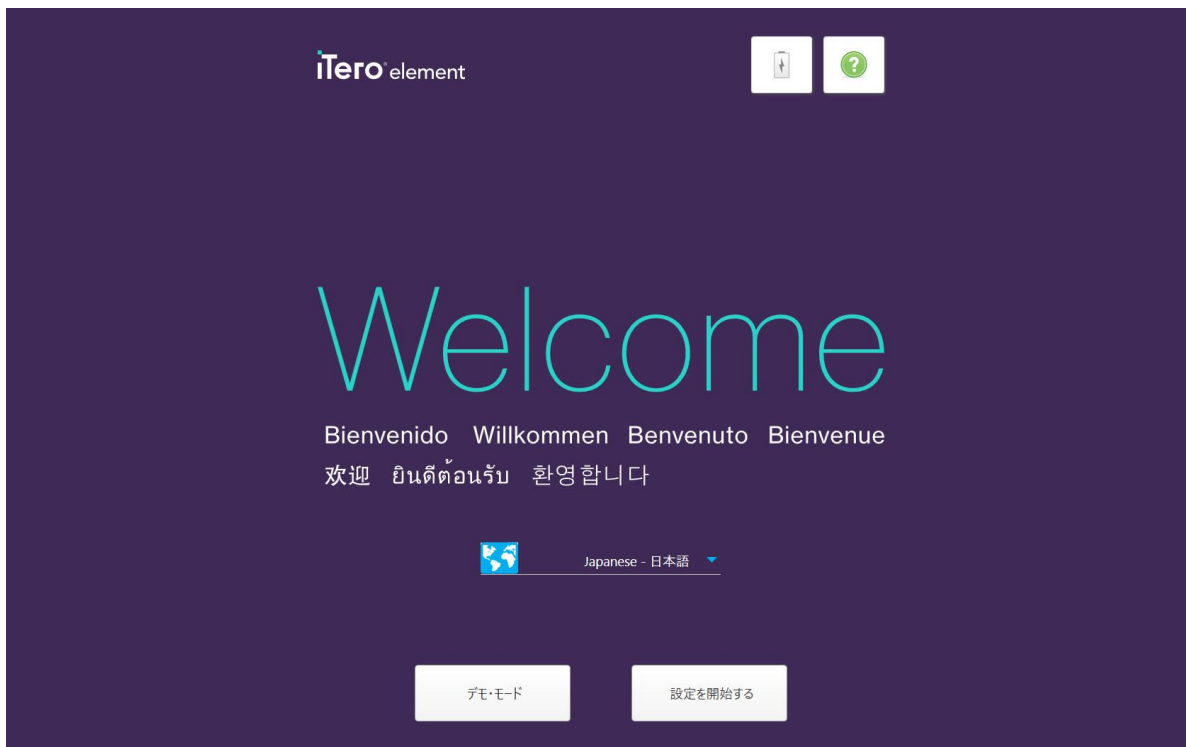 iTero element
Welcome
Bienvenido Willkommen Benvenuto Bienvenue
欢迎 ยินดีต้อนรับ 환영합니다
Japanese - 日本語
デモ・モード 設定を開始する